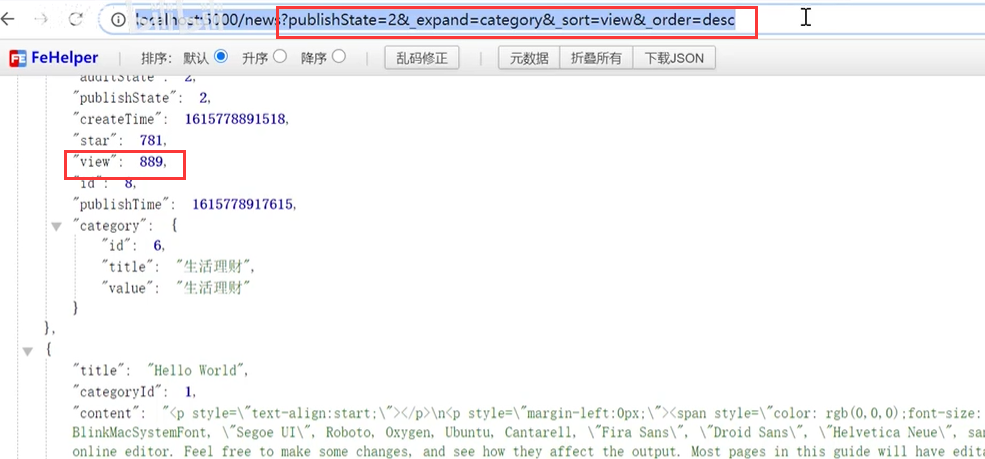 localhost:5000/news?publishState=2&_expand=category&_sort=view&_order=desc
FeHelper | 排序: 默认 升序 降序 | 乱码修正 | 元数据 折叠所有 下载JSON
"auditState": 2,
"publishState": 2,
"createTime": 1615778891518,
"star": 781,
"view": 889,
"id": 8,
"publishTime": 1615778917615,
"category": {
"id": 6,
"title": "生活理财",
"value": "生活理财"
}
},
{
"title": "Hello World",
"categoryId": 1,
"content": "<p style=\"text-align:start;\"></p>\n<p style=\"margin-left:0px;\"><span style=\"color: rgb(0,0,0);font-size:
BlinkMacSystemFont, \"Segoe UI\", Roboto, Oxygen, Ubuntu, Cantarell, \"Fira Sans\", \"Droid Sans\", \"Helvetica Neue\", san
online editor. Feel free to make some changes, and see how they affect the output. Most pages in this guide will have edita